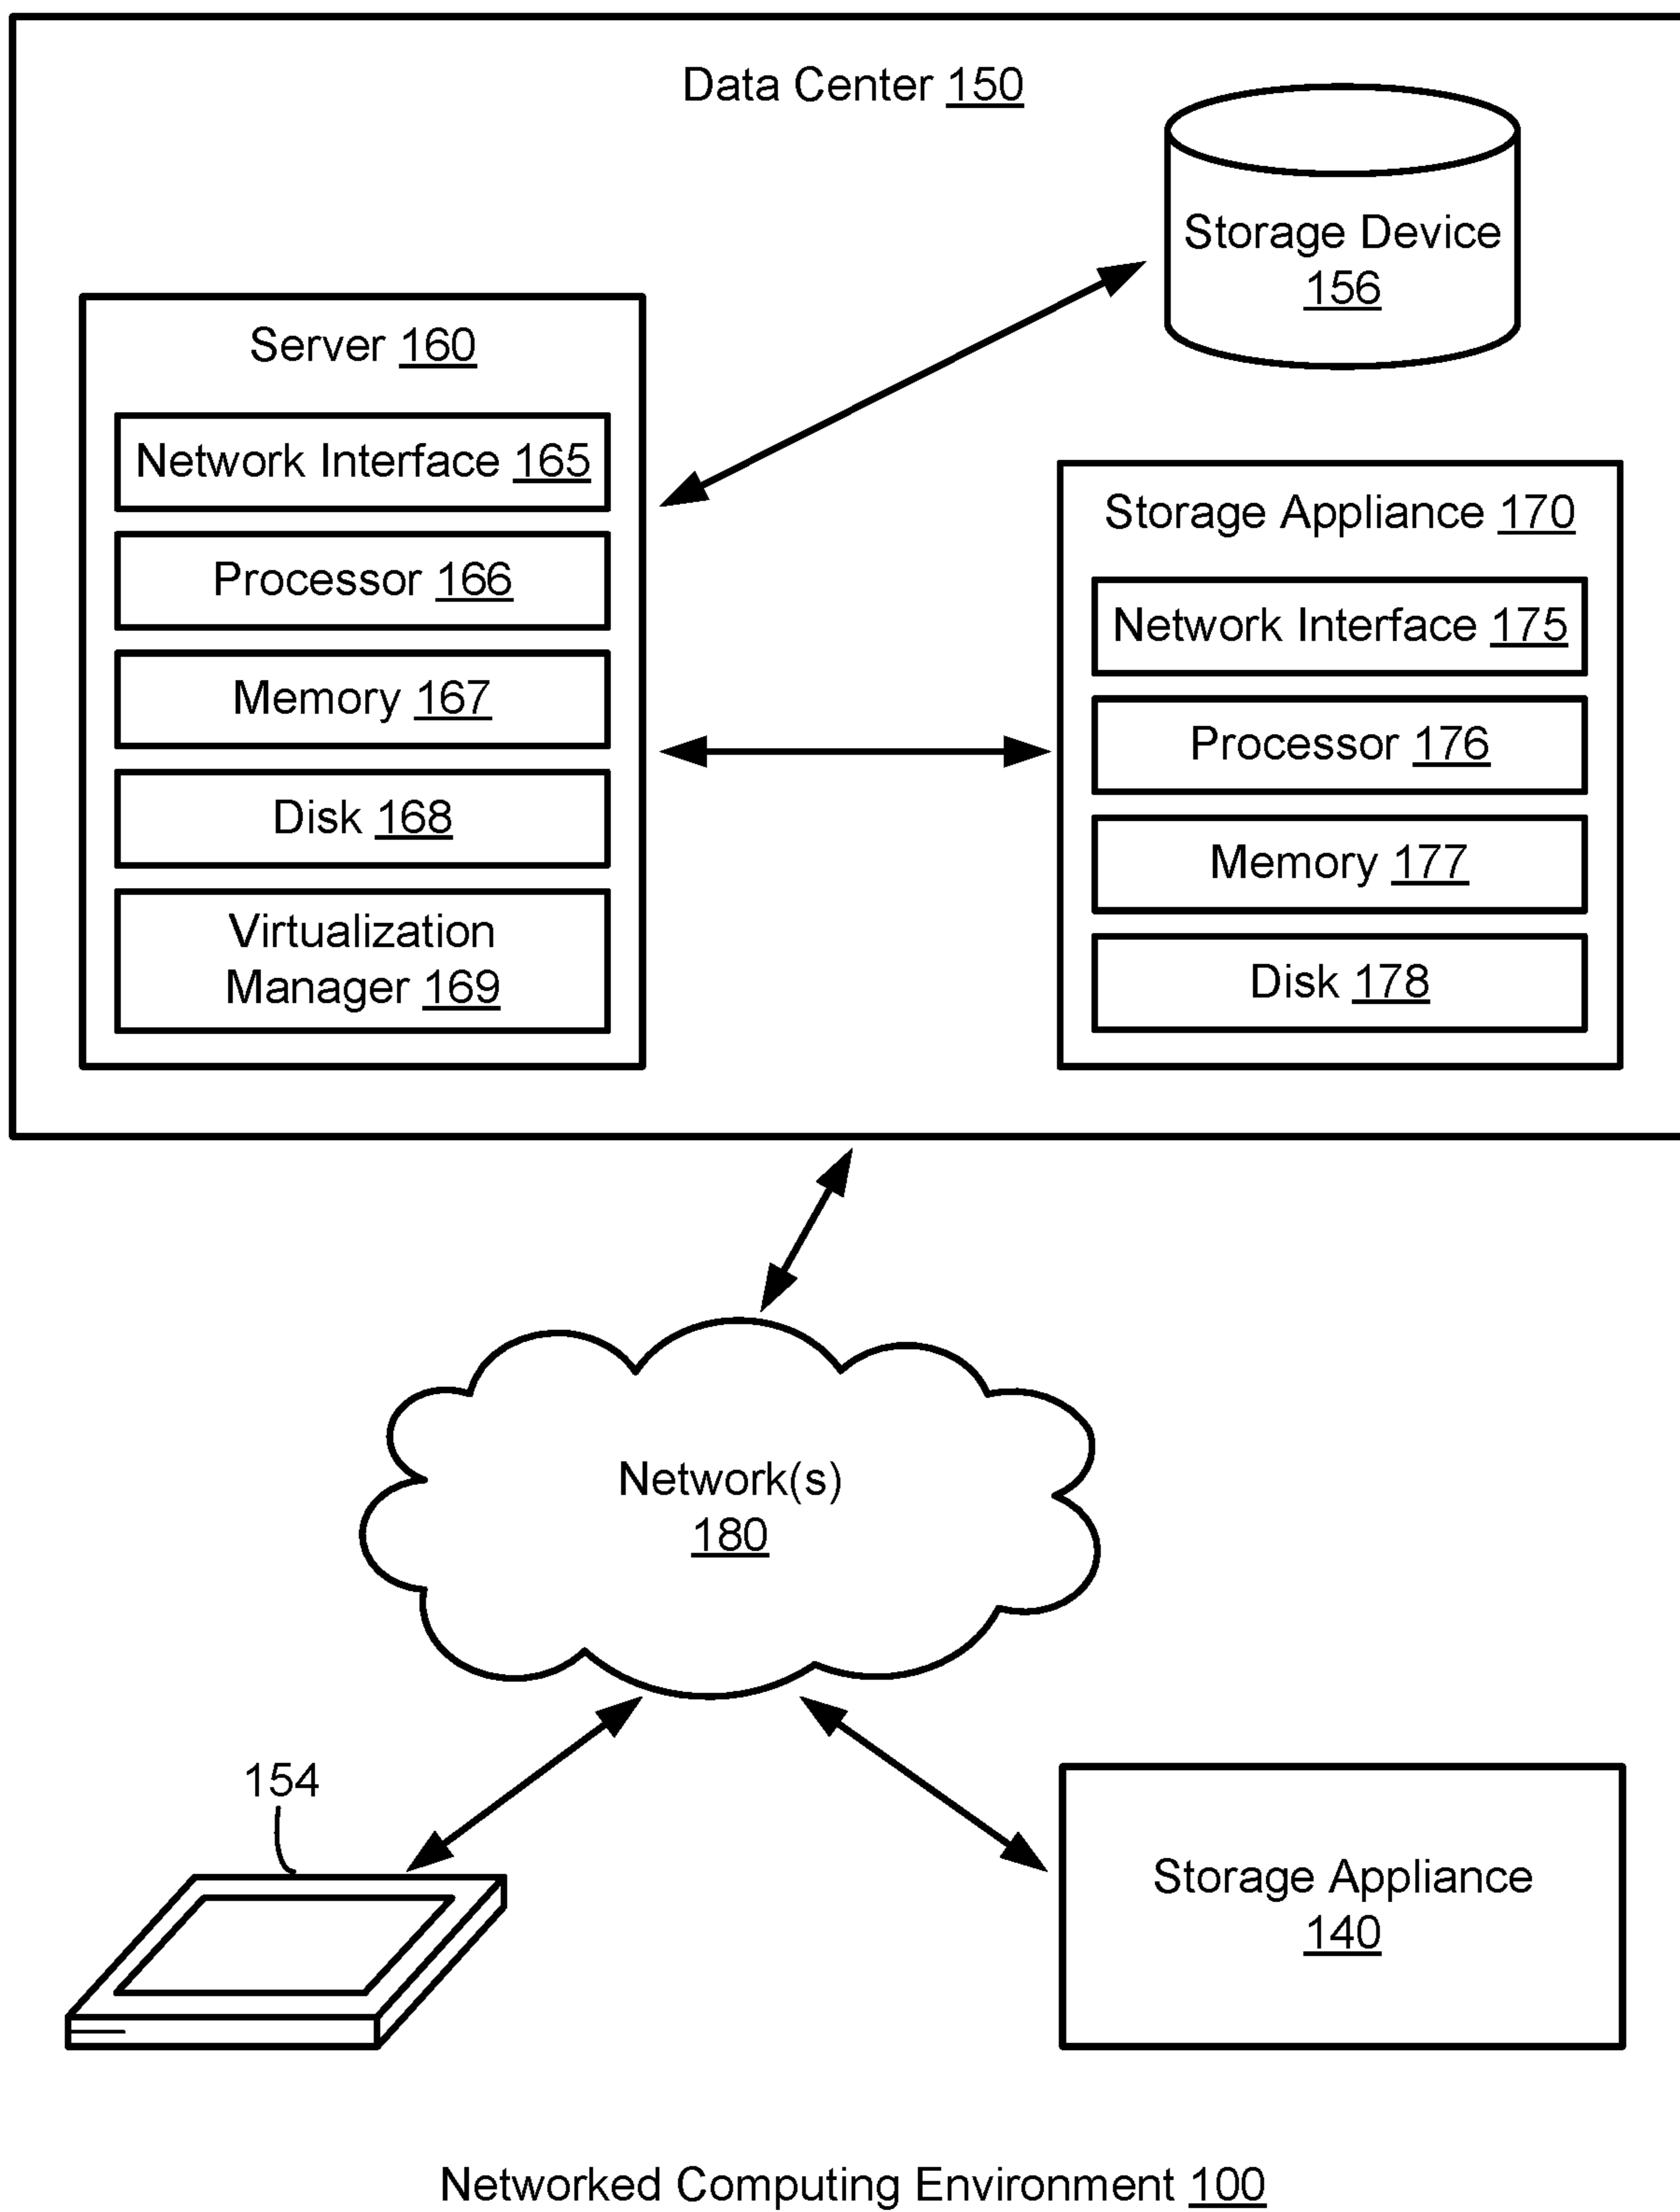 Data Center 150
Storage Device
156
Server 160
Network Interface 165
Processor 166
Memory 167
Disk 168
Virtualization
Manager 169
Storage Appliance 170
Network Interface 175
Processor 176
Memory 177
Disk 178
Network(s)
180
154
Storage Appliance
140
Networked Computing Environment 100